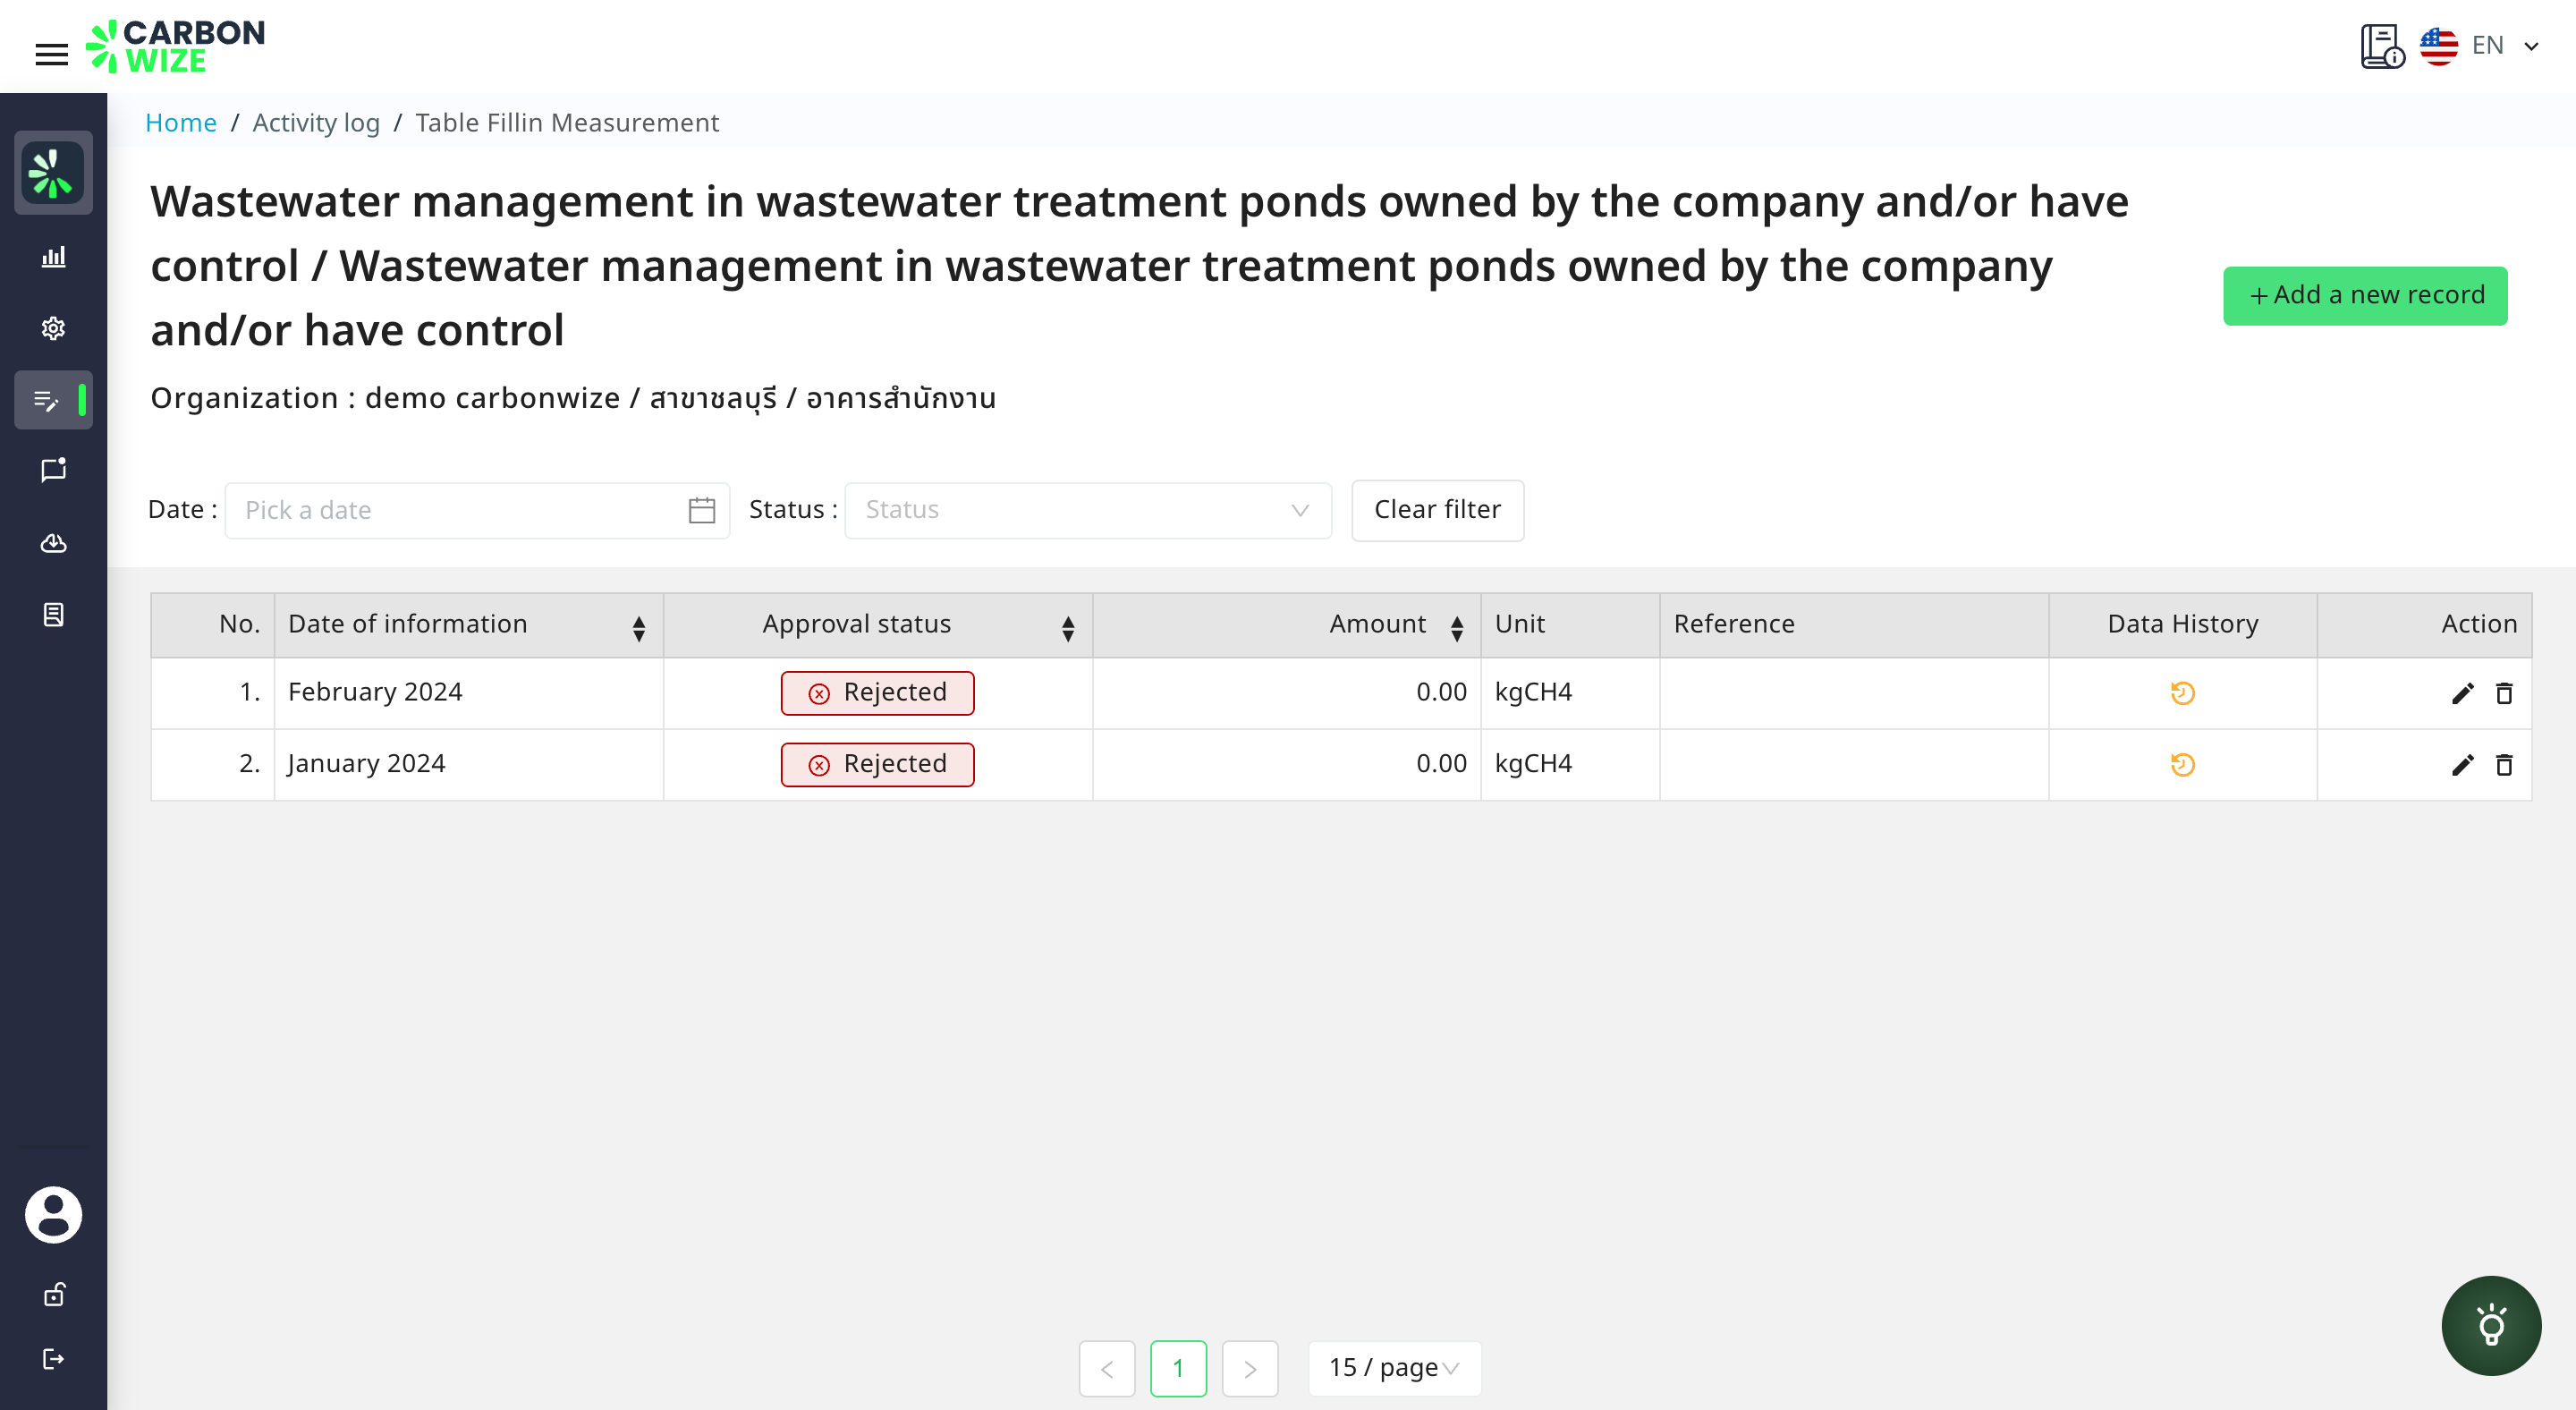 CARBON
WIZE
EN
Home / Activity log / Table Fillin Measurement
Wastewater management in wastewater treatment ponds owned by the company and/or have
control / Wastewater management in wastewater treatment ponds owned by the company
and/or have control
+ Add a new record
Organization : demo carbonwize / สาขาชลบุรี / อาคารสำนักงาน
Date : Pick a date Status : Status Clear filter
No. Date of information Approval status Amount Unit Reference Data History Action
1. February 2024 Rejected 0.00 kgCH4
2. January 2024 Rejected 0.00 kgCH4
< 1 > 15 / page